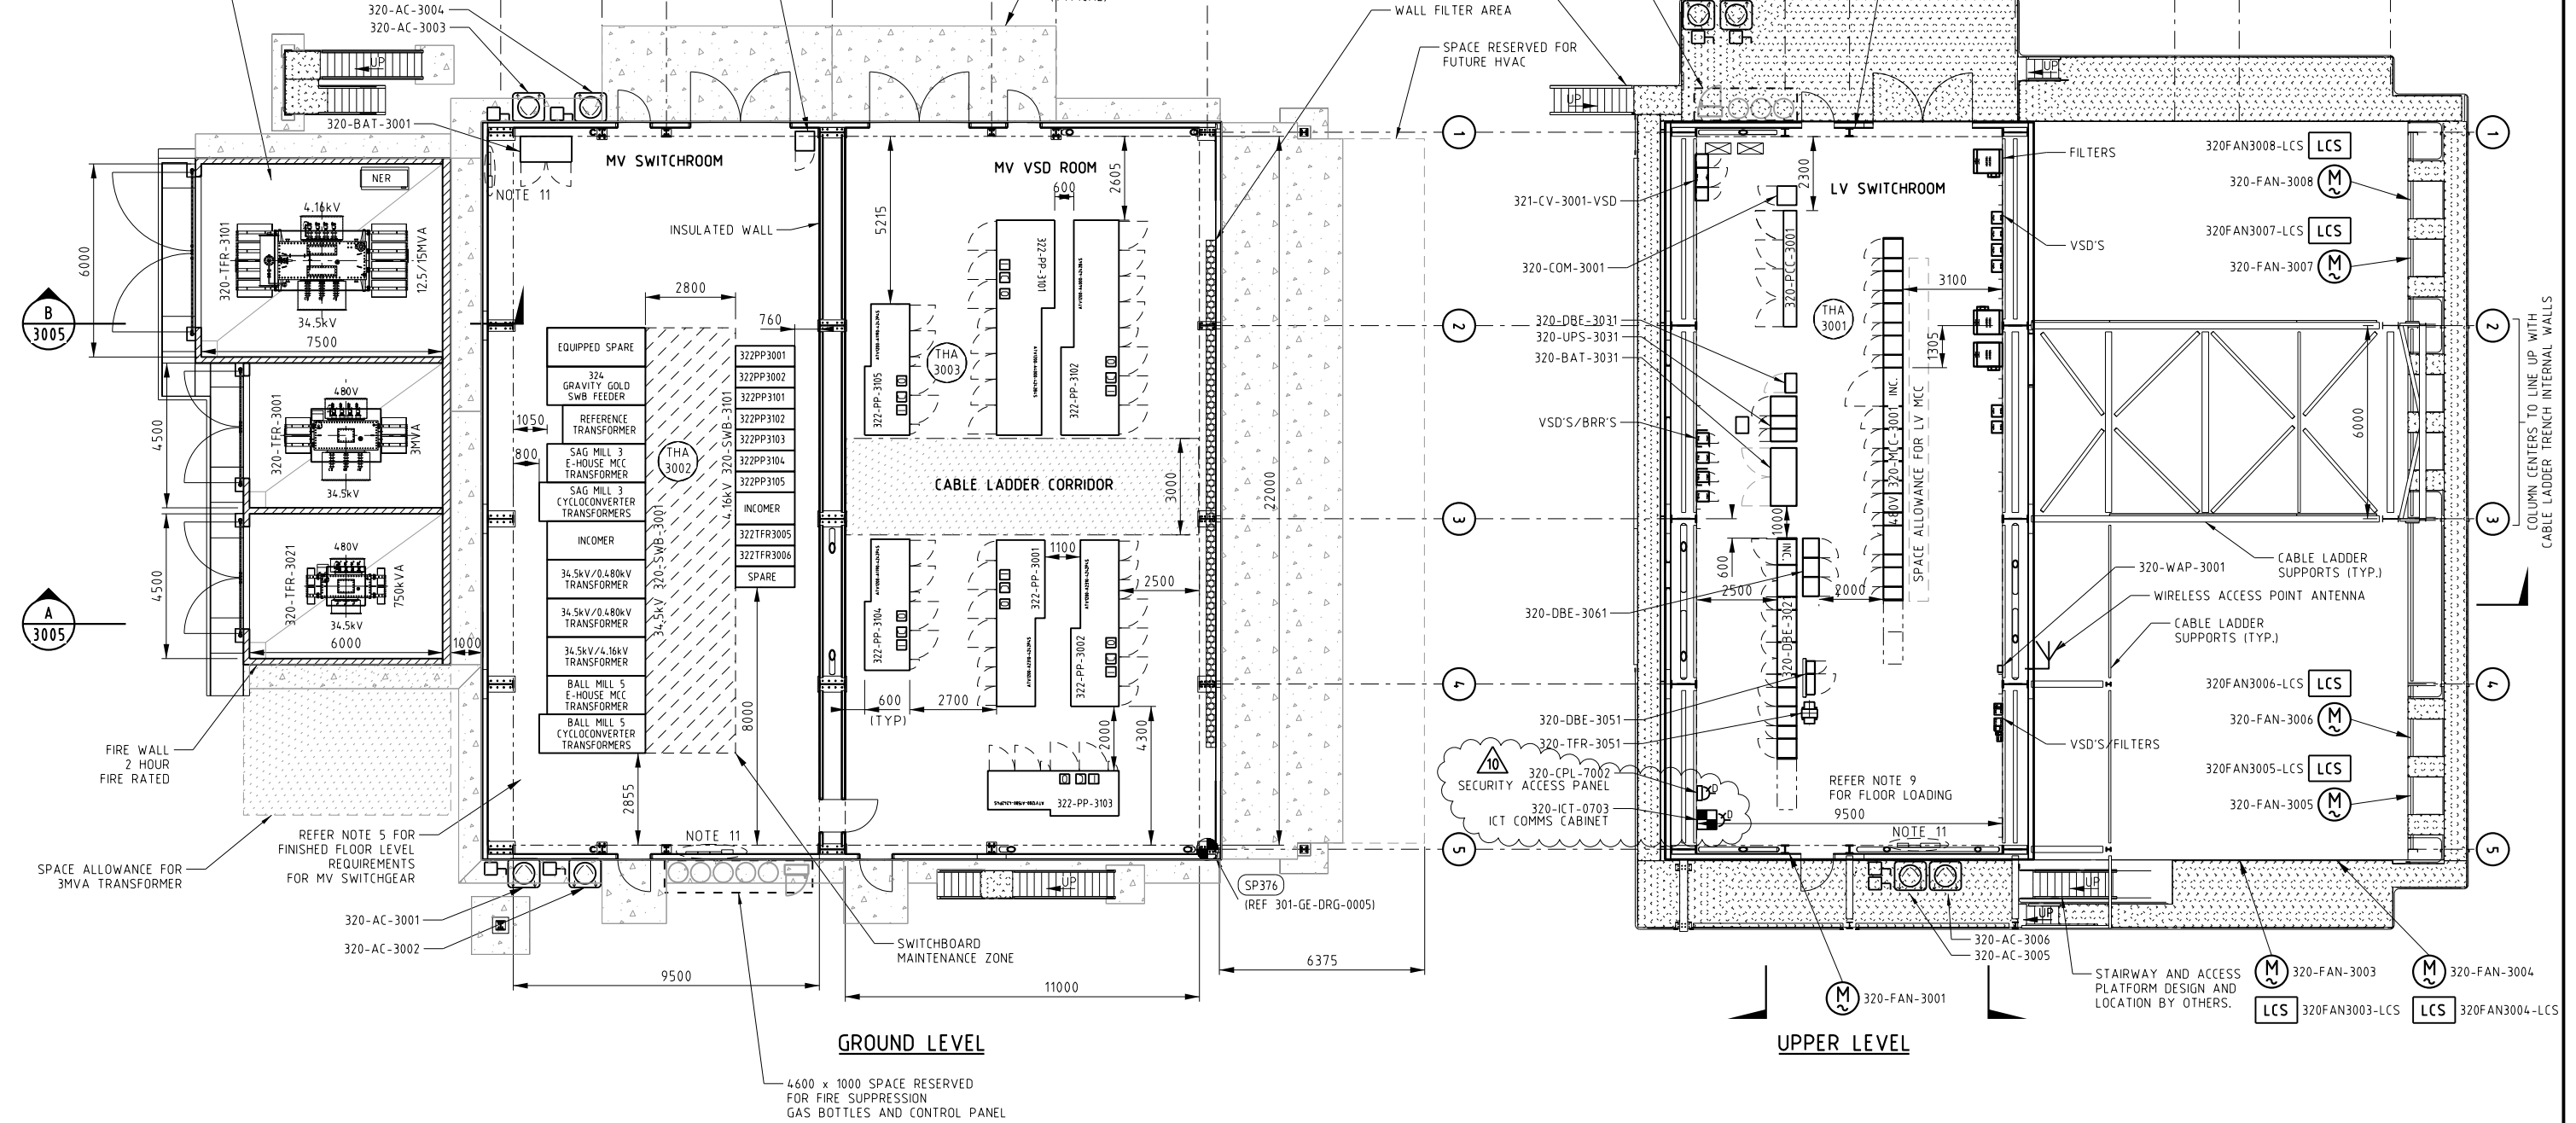 320-AC-3004
320-AC-3003
WALL FILTER AREA
SPACE RESERVED FOR
FUTURE HVAC
UP
320-BAT-3001
NOTE 11
MV SWITCHROOM
MV VSD ROOM
INSULATED WALL
NER
4.16kV
320-TFR-3101
12.5/15MVA
34.5kV
7500
6000
B
3005
480V
320-TFR-3001
3MVA
34.5kV
4500
480V
320-TFR-3021
750kVA
34.5kV
6000
1000
4500
A
3005
FIRE WALL
2 HOUR
FIRE RATED
SPACE ALLOWANCE FOR
3MVA TRANSFORMER
REFER NOTE 5 FOR
FINISHED FLOOR LEVEL
REQUIREMENTS
FOR MV SWITCHGEAR
320-AC-3001
320-AC-3002
2800
760
1050
800
EQUIPPED SPARE
324
GRAVITY GOLD
SWB FEEDER
REFERENCE
TRANSFORMER
SAG MILL 3
E-HOUSE MCC
TRANSFORMER
SAG MILL 3
CYCLOCONVERTER
TRANSFORMERS
INCOMER
34.5kV/0.480kV
TRANSFORMER
34.5kV/0.480kV
TRANSFORMER
34.5kV/4.16kV
TRANSFORMER
BALL MILL 5
E-HOUSE MCC
TRANSFORMER
BALL MILL 5
CYCLOCONVERTER
TRANSFORMERS
34.5kV 320-SWB-3001
THA
3002
4.16kV 320-SWB-3101
322PP3001
322PP3002
322PP3101
322PP3102
322PP3103
322PP3104
322PP3105
INCOMER
322TFR3005
322TFR3006
SPARE
2855
8000
NOTE 11
5215
600
2605
322-PP-3105
THA
3003
322-PP-3101
322-PP-3102
CABLE LADDER CORRIDOR
3000
22000
322-PP-3104
322-PP-3001
1100
322-PP-3002
2500
600
(TYP)
2700
2000
4300
322-PP-3103
UP
SP376
(REF 301-GE-DRG-0005)
SWITCHBOARD
MAINTENANCE ZONE
9500
11000
6375
GROUND LEVEL
4600 x 1000 SPACE RESERVED
FOR FIRE SUPPRESSION
GAS BOTTLES AND CONTROL PANEL
1
2
3
4
5
UP
UP
321-CV-3001-VSD
320-COM-3001
320-DBE-3031
320-UPS-3031
320-BAT-3031
VSD'S/BRR'S
320-DBE-3061
320-DBE-3051
320-TFR-3051
10
320-CPL-7002
SECURITY ACCESS PANEL
320-ICT-0703
ICT COMMS CABINET
D
D
2300
LV SWITCHROOM
320-PCC-3001
THA
3001
3100
1305
480V 320-MCC-3001 INC.
SPACE ALLOWANCE FOR LV MCC
1000
600
INC
2500
2000
320-DBE-3021
REFER NOTE 9
FOR FLOOR LOADING
9500
NOTE 11
FILTERS
VSD'S
VSD'S/FILTERS
320FAN3008-LCS LCS
320-FAN-3008 M
320FAN3007-LCS LCS
320-FAN-3007 M
6000
CABLE LADDER
SUPPORTS (TYP.)
320-WAP-3001
WIRELESS ACCESS POINT ANTENNA
CABLE LADDER
SUPPORTS (TYP.)
320FAN3006-LCS LCS
320-FAN-3006 M
320FAN3005-LCS LCS
320-FAN-3005 M
1
2
3
4
5
COLUMN CENTERS TO LINE UP WITH
CABLE LADDER TRENCH INTERNAL WALLS
UP
UP
320-AC-3006
320-AC-3005
M 320-FAN-3001
STAIRWAY AND ACCESS
PLATFORM DESIGN AND
LOCATION BY OTHERS.
M 320-FAN-3003
LCS 320FAN3003-LCS
M 320-FAN-3004
LCS 320FAN3004-LCS
UPPER LEVEL